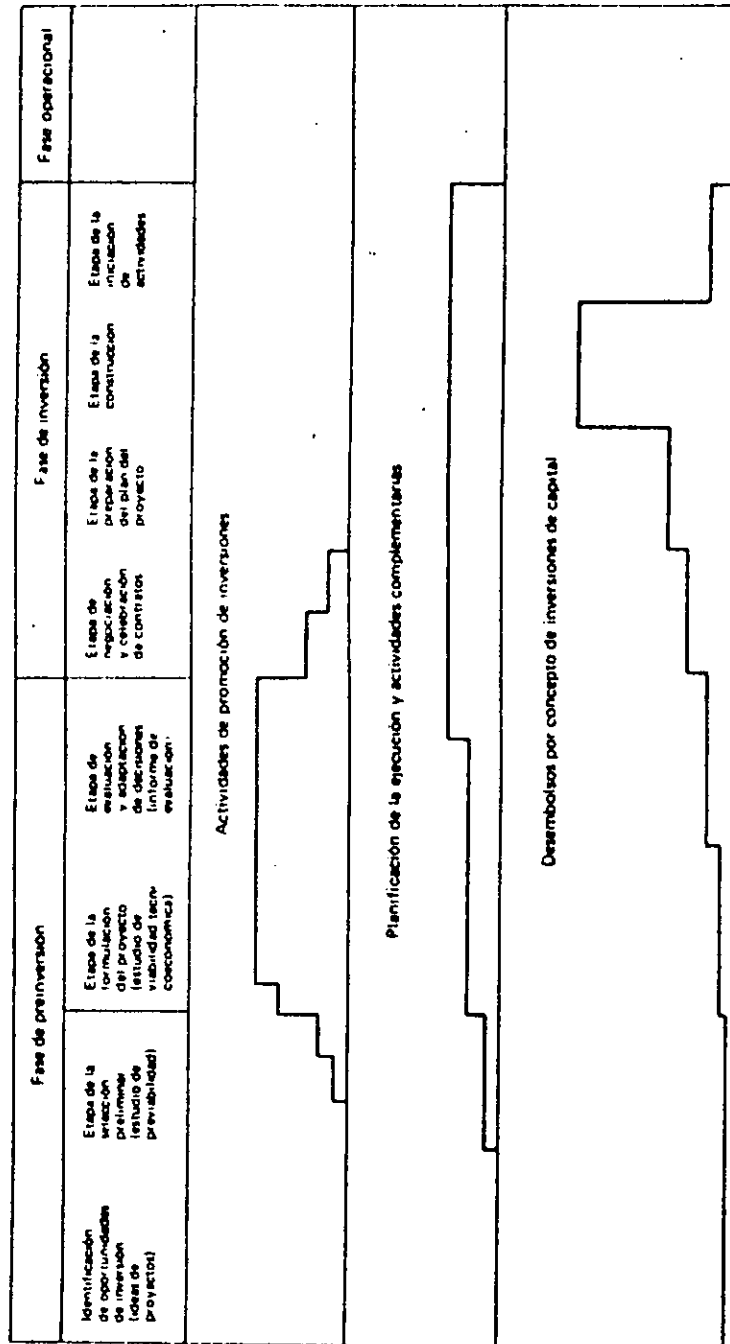 Fase de preinversión
Fase de inversión
Fase operacional
Identificación
de oportunidades
de inversión
(ideas de
proyectos)
Etapa de la
selección
preliminar
(estudio de
previabilidad)
Etapa de la
formulación
del proyecto
(estudio de
viabilidad tecni-
coeconomica)
Etapa de
evaluación
y adaptación
de decisiones
(informe de
evaluación)
Etapa de
negociación
y celebración
de contratos
Etapa de la
preparación
del plan del
proyecto
Etapa de la
construcción
Etapa de la
iniciación
de
actividades
Actividades de promoción de inversiones
Planificación de la ejecución y actividades complementarias
Desembolsos por concepto de inversiones de capital